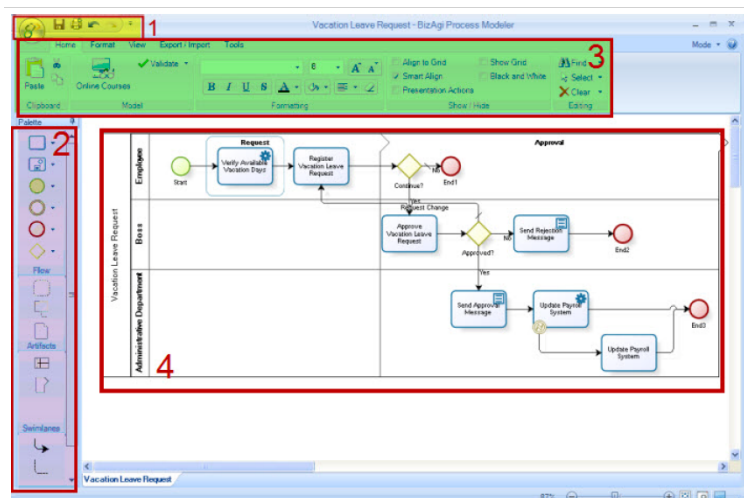 1
Vacation Leave Request - BizAgi Process Modeler
Home Format View Export / Import Tools
Mode
3
Paste
Clipboard
Online Courses
Validate
Model
8
A A
B I U S A
Formatting
Align to Grid
Smart Align
Presentation Actions
Show Grid
Black and White
Show / Hide
Find
Select
Clear
Editing
Palette
2
Flow
Artifacts
Swimlanes
Vacation Leave Request
Employee
Boss
Administrative Department
Request
Approval
Start
Verify Available
Vacation Days
Register
Vacation Leave
Request
Continue?
No
End1
Yes
Request Change
Approve
Vacation Leave
Request
Approved?
No
Send Rejection
Message
End2
Yes
Send Approval
Message
Update Payroll
System
Update Payroll
System
End3
4
Vacation Leave Request
87%